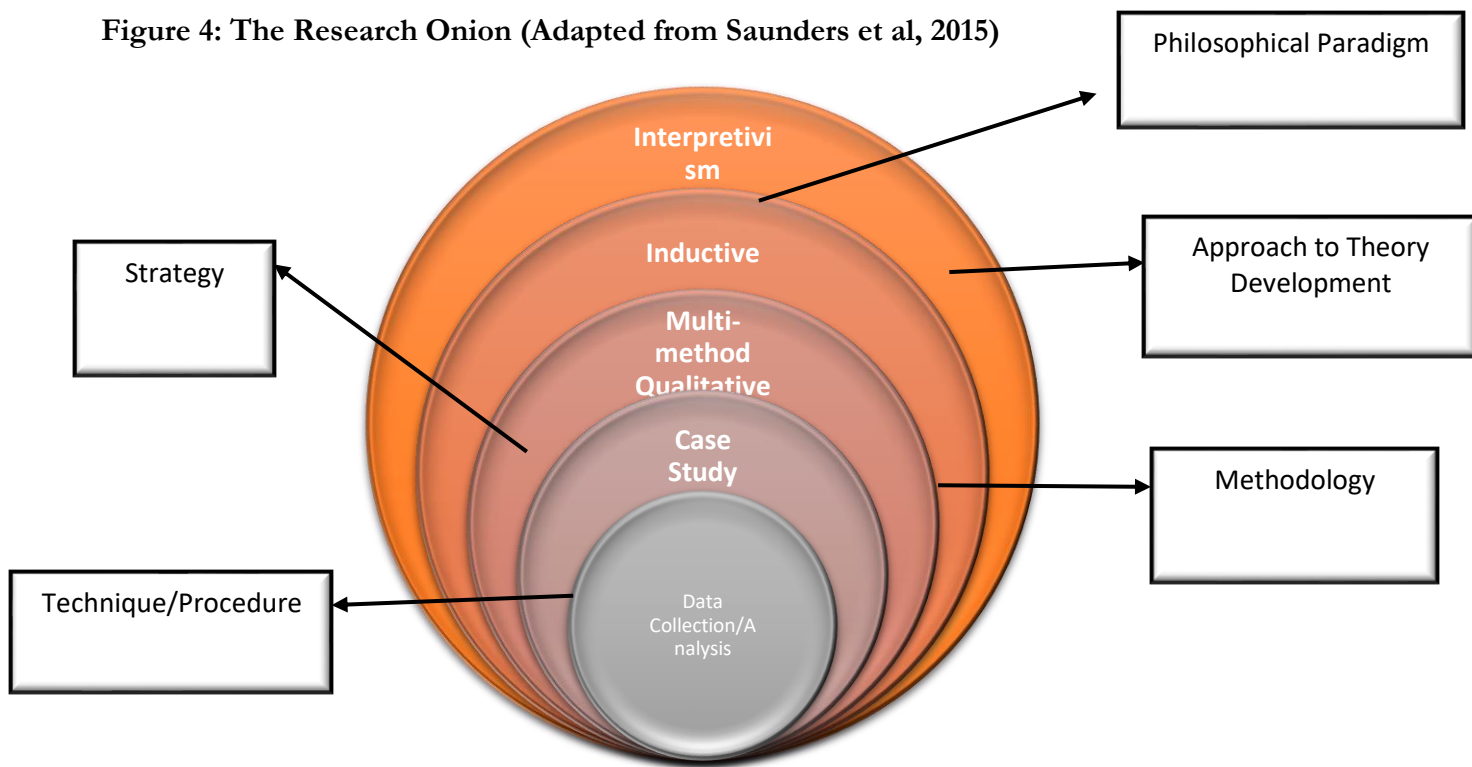 Figure 4: The Research Onion (Adapted from Saunders et al, 2015)
Philosophical Paradigm
Interpretivi
sm
Inductive
Approach to Theory
Development
Strategy
Multi-
method
Qualitative
Case
Study
Methodology
Technique/Procedure
Data
Collection/A
nalysis